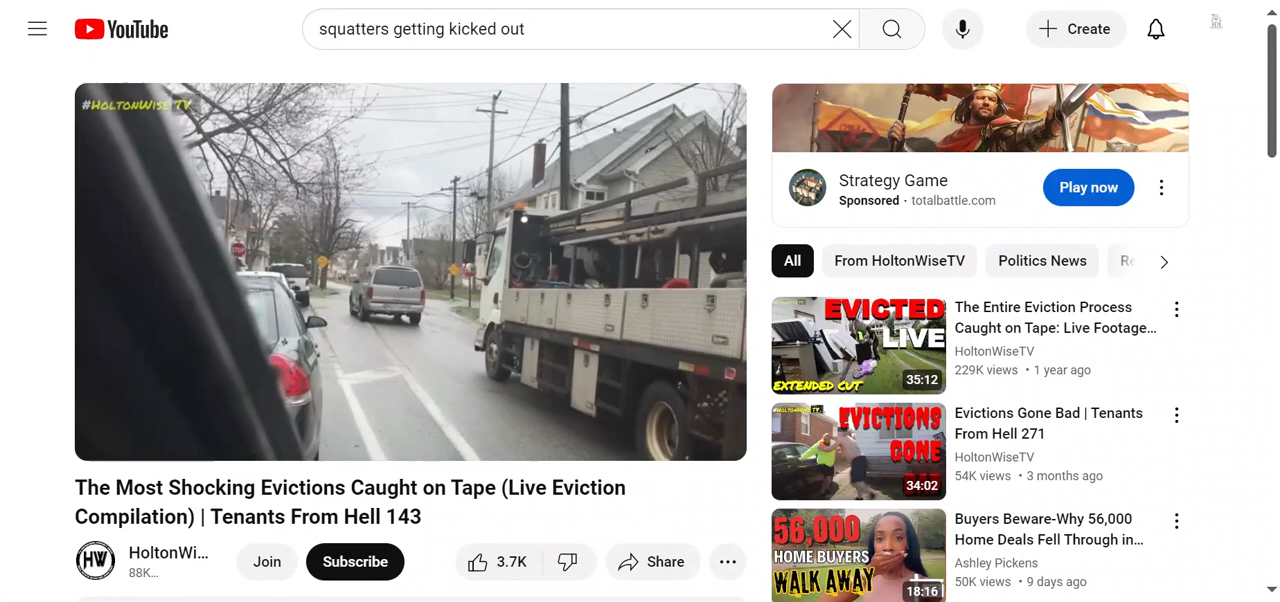 YouTube
squatters getting kicked out
Create
#HOLTONWISE TV
The Most Shocking Evictions Caught on Tape (Live Eviction
Compilation) | Tenants From Hell 143
HW
HoltonWi...
88K...
Join
Subscribe
3.7K
Share
Strategy Game
Sponsored · totalbattle.com
Play now
All
From HoltonWiseTV
Politics News
Re
EVICTED
LIVE
EXTENDED CUT
35:12
The Entire Eviction Process
Caught on Tape: Live Footage...
HoltonWiseTV
229K views • 1 year ago
#HOLTONWISE TV
EVICTIONS
GONE
BAD
34:02
Evictions Gone Bad | Tenants
From Hell 271
HoltonWiseTV
54K views • 3 months ago
56,000
HOME BUYERS
WALK AWAY
18:16
Buyers Beware-Why 56,000
Home Deals Fell Through in...
Ashley Pickens
50K views • 9 days ago